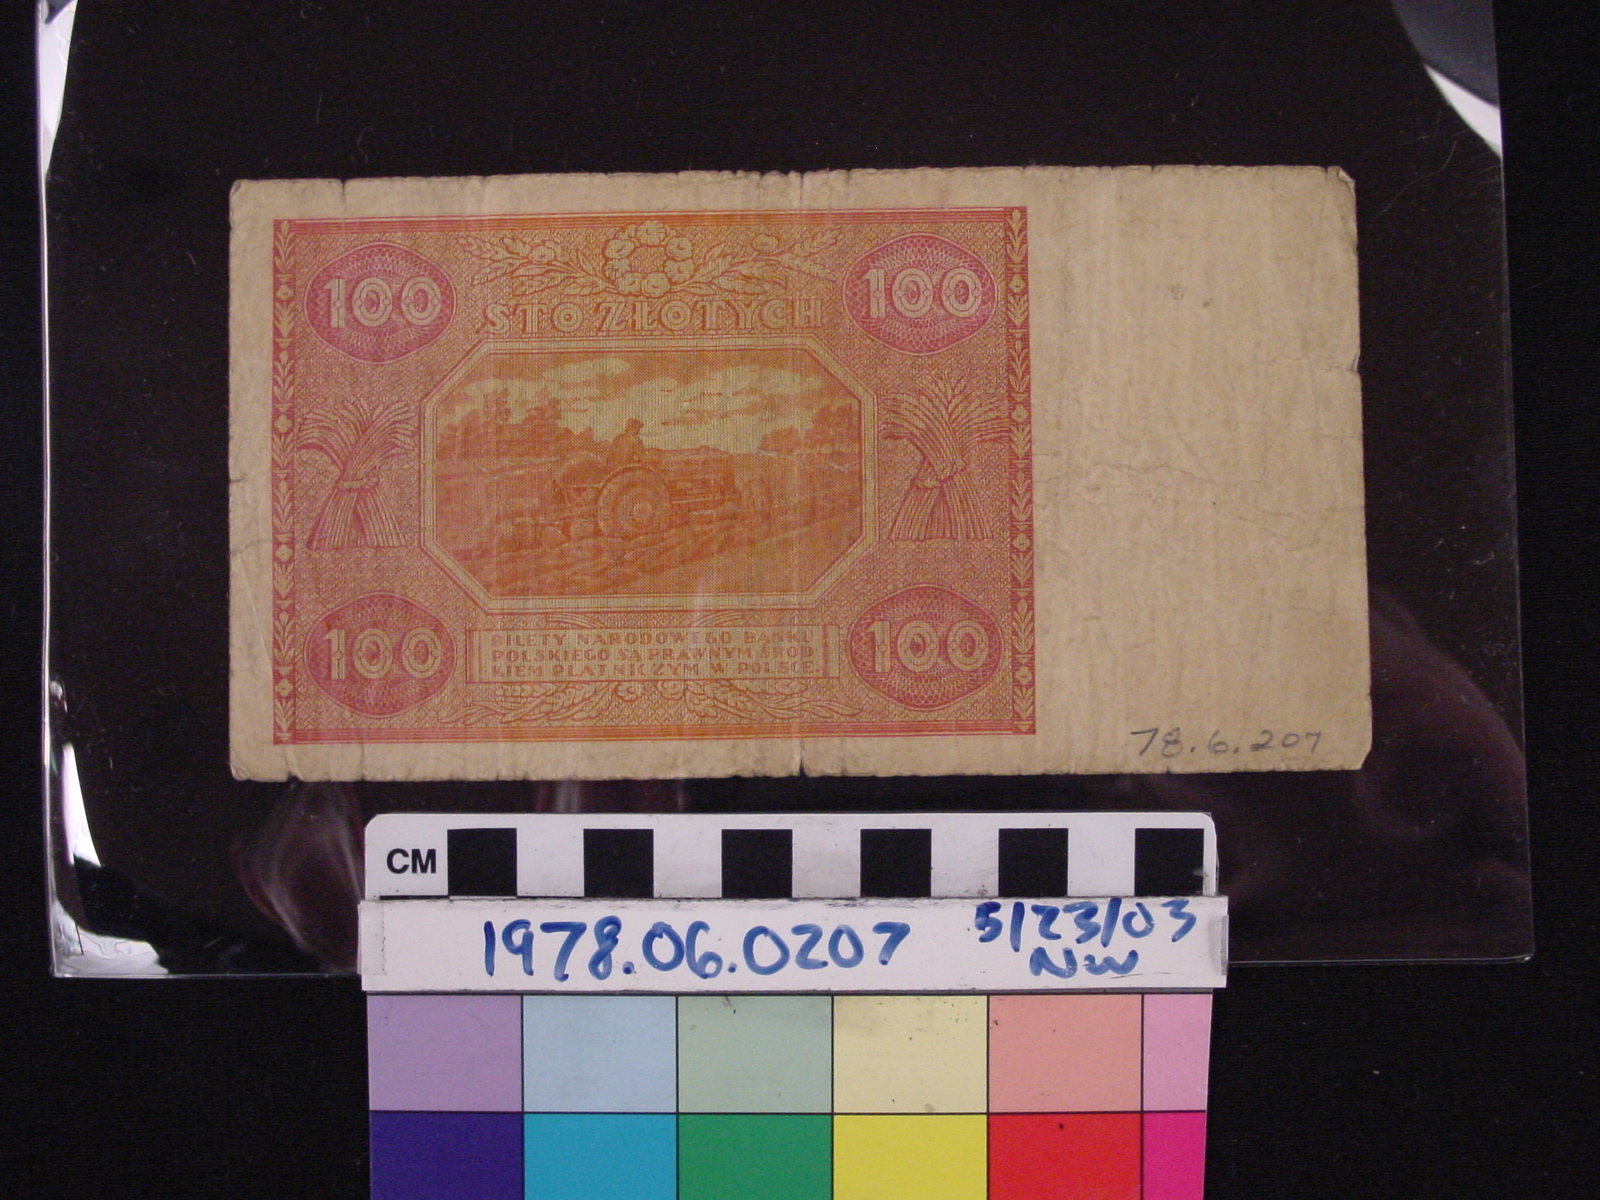 100 100
STO ZŁOTYCH
100 100
BILETY NARODOWEGO BANKU
POLSKIEGO SĄ PRAWNYM ŚROD
KIEM PŁATNICZYM W POLSCE.
78.6.207
CM
1978.06.0207 5/23/03
NW